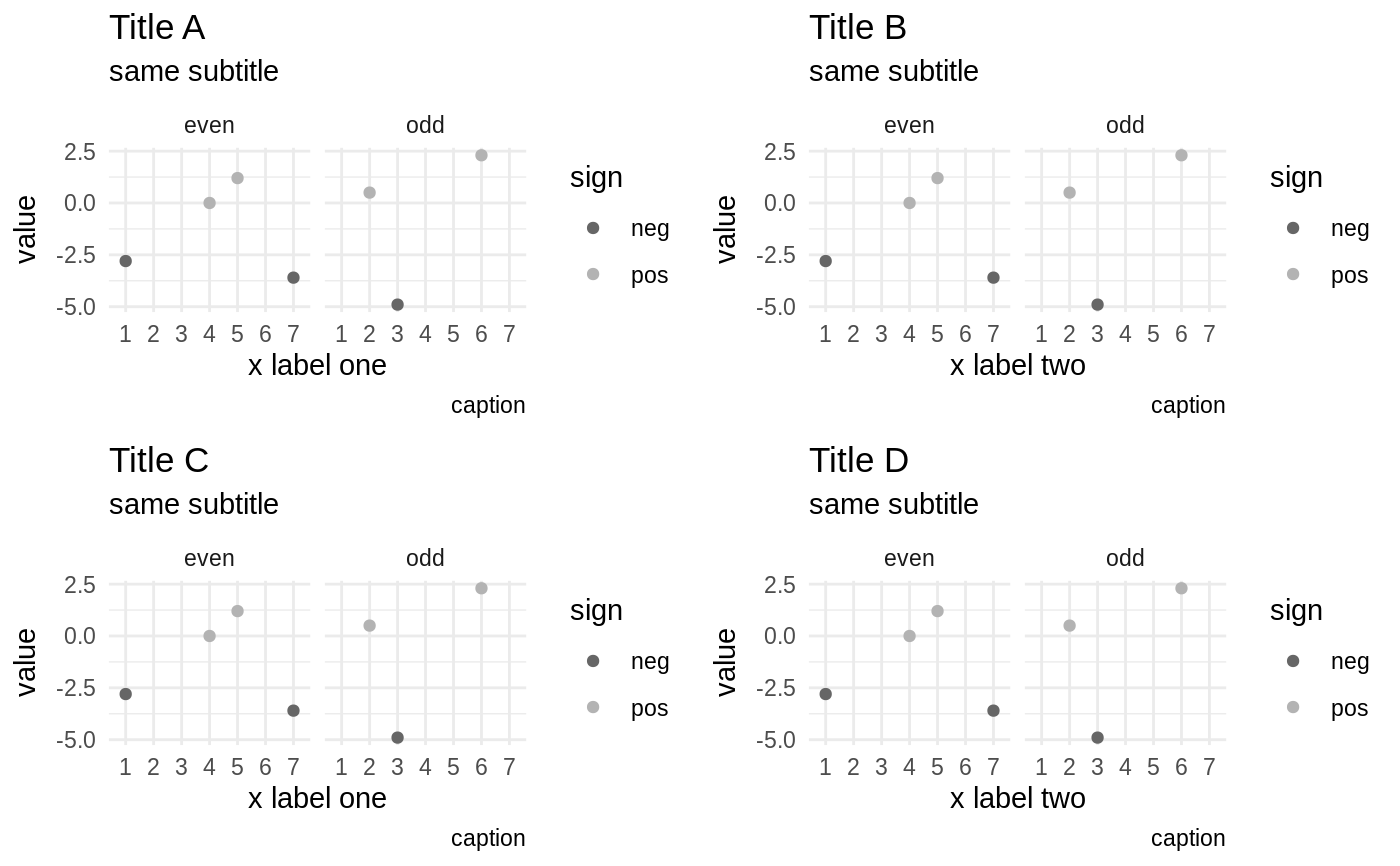 Title A
same subtitle
even odd
2.5
0.0
-2.5
-5.0
value
1 2 3 4 5 6 7 1 2 3 4 5 6 7
x label one
sign
neg
pos
caption
Title B
same subtitle
even odd
2.5
0.0
-2.5
-5.0
value
1 2 3 4 5 6 7 1 2 3 4 5 6 7
x label two
sign
neg
pos
caption
Title C
same subtitle
even odd
2.5
0.0
-2.5
-5.0
value
1 2 3 4 5 6 7 1 2 3 4 5 6 7
x label one
sign
neg
pos
caption
Title D
same subtitle
even odd
2.5
0.0
-2.5
-5.0
value
1 2 3 4 5 6 7 1 2 3 4 5 6 7
x label two
sign
neg
pos
caption